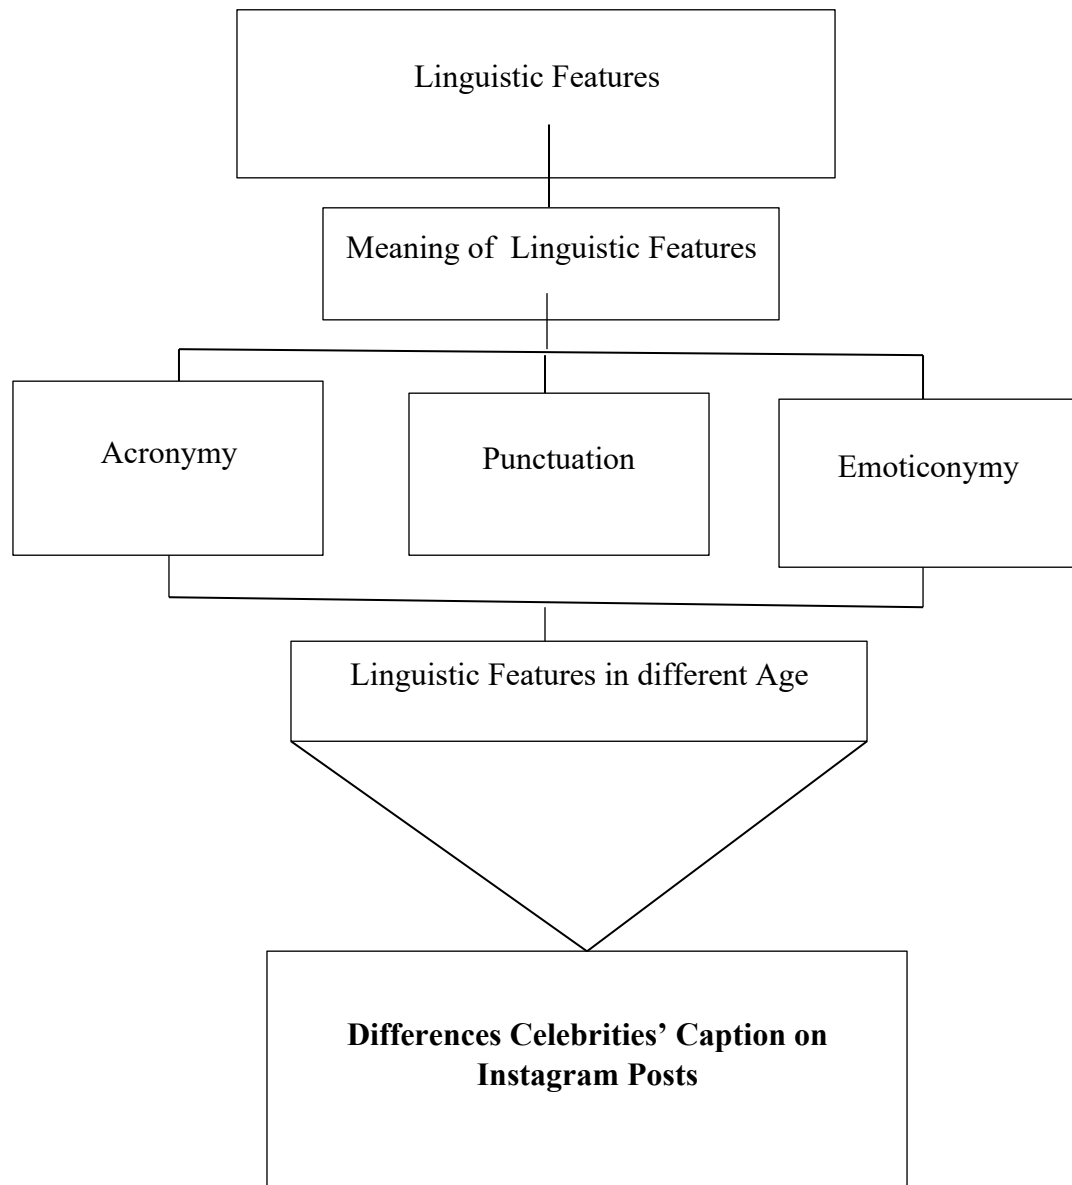 Linguistic Features
Meaning of  Linguistic Features
Acronymy
Punctuation
Emoticonymy
Linguistic Features in different Age
Differences Celebrities’ Caption on
Instagram Posts